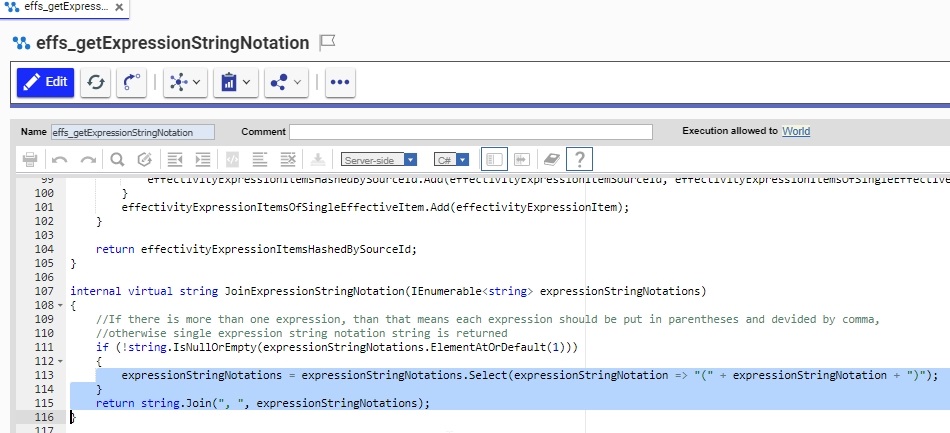 effs_getExpress... ×
effs_getExpressionStringNotation
Edit
Name effs_getExpressionStringNotation Comment Execution allowed to World
Server-side C# ?
99 effectivityExpressionItemsHashedBySourceId.Add(effectivityExpressionItemSourceId, effectivityExpressionItemsOfSingleEffective
100 }
101 effectivityExpressionItemsOfSingleEffectiveItem.Add(effectivityExpressionItem);
102 }
103
104 return effectivityExpressionItemsHashedBySourceId;
105 }
106
107 internal virtual string JoinExpressionStringNotation(IEnumerable<string> expressionStringNotations)
108 {
109 //If there is more than one expression, than that means each expression should be put in parentheses and devided by comma,
110 //otherwise single expression string notation string is returned
111 if (!string.IsNullOrEmpty(expressionStringNotations.ElementAtOrDefault(1)))
112 {
113 expressionStringNotations = expressionStringNotations.Select(expressionStringNotation => "(" + expressionStringNotation + ")");
114 }
115 return string.Join(", ", expressionStringNotations);
116 }
117